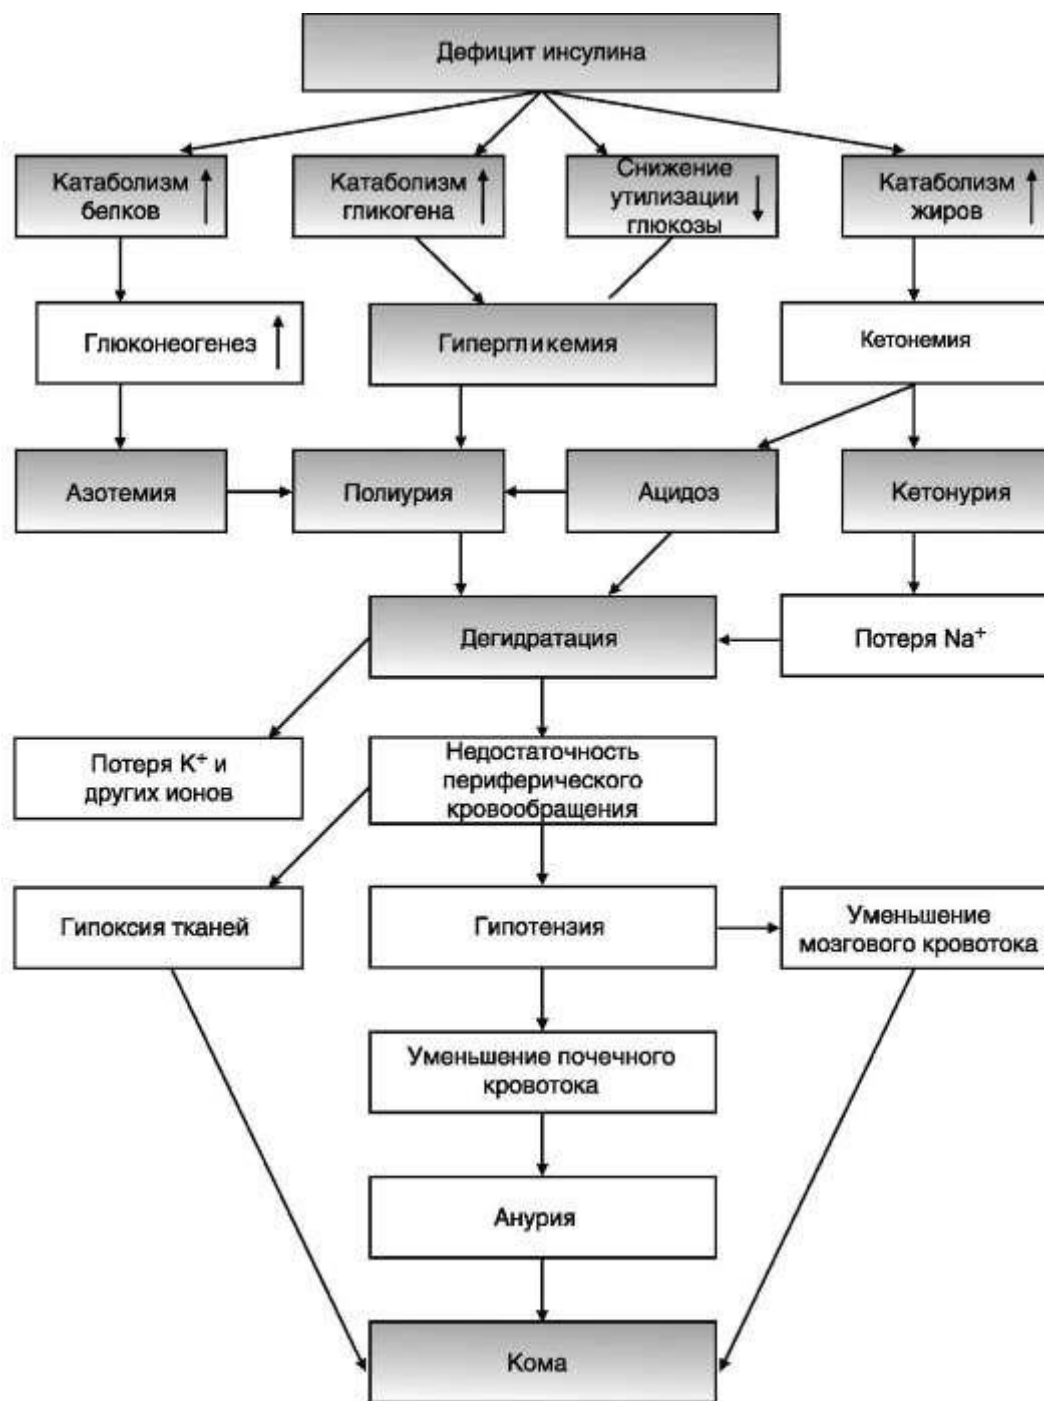 Дефицит инсулина
Катаболизм
белков
Катаболизм
гликогена
Снижение
утилизации
глюкозы
Катаболизм
жиров
Глюконеогенез
Гипергликемия
Кетонемия
Азотемия
Полиурия
Ацидоз
Кетонурия
Дегидратация
Потеря Na⁺
Потеря K⁺ и
других ионов
Недостаточность
периферического
кровообращения
Гипоксия тканей
Гипотензия
Уменьшение
мозгового кровотока
Уменьшение почечного
кровотока
Анурия
Кома